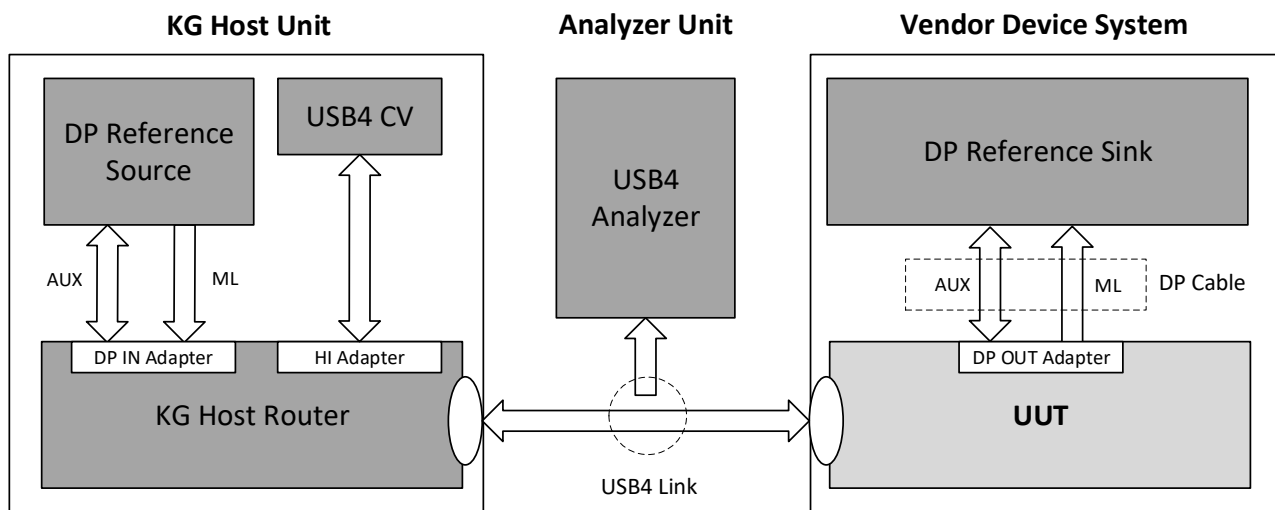 KG Host Unit
Analyzer Unit
Vendor Device System
DP Reference
Source
USB4 CV
USB4
Analyzer
DP Reference Sink
AUX
ML
AUX
ML
DP Cable
DP IN Adapter
HI Adapter
DP OUT Adapter
KG Host Router
UUT
USB4 Link